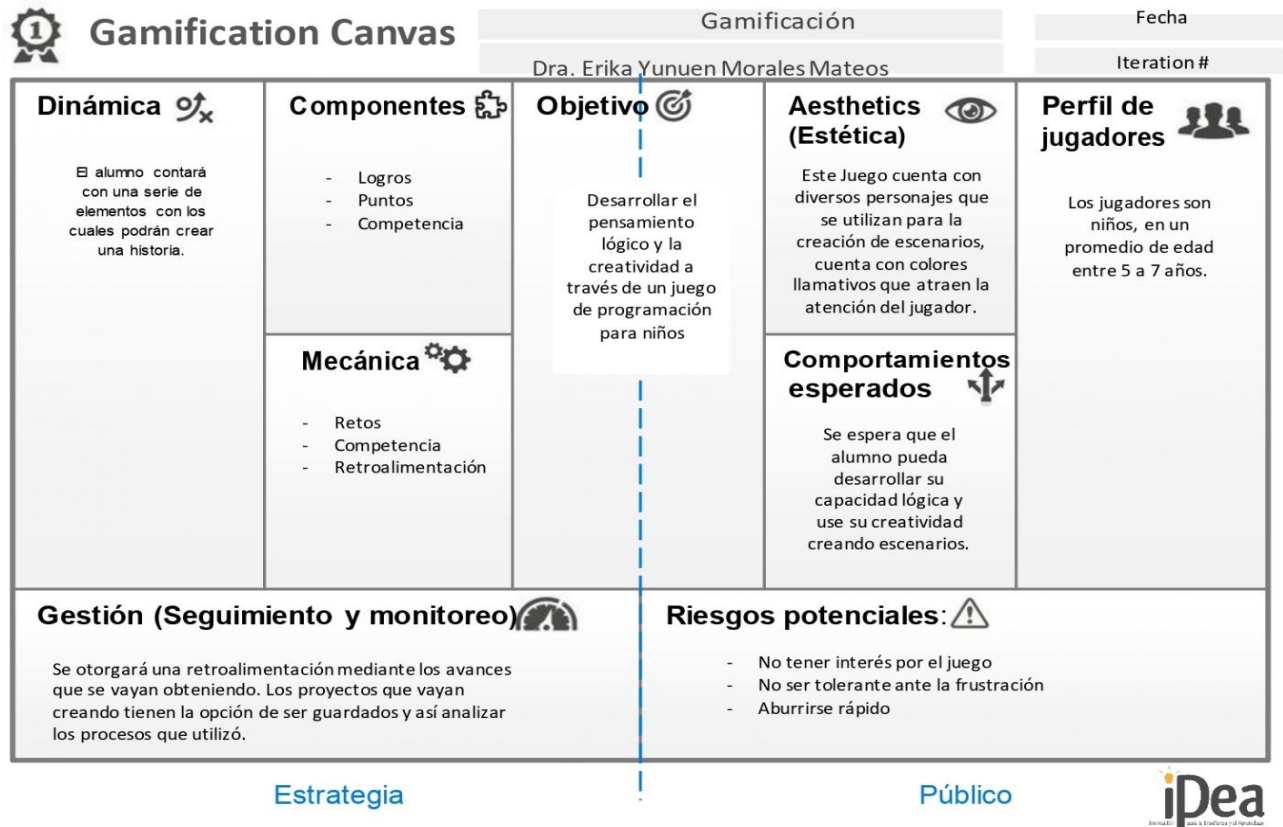 1
Gamification Canvas
Gamificación
Dra. Erika Yunuen Morales Mateos
Fecha
Iteration #
Dinámica
El alumno contará
con una serie de
elementos con los
cuales podrán crear
una historia.
Componentes
- Logros
- Puntos
- Competencia
Mecánica
- Retos
- Competencia
- Retroalimentación
Objetivo
Desarrollar el
pensamiento
lógico y la
creatividad a
través de un juego
de programación
para niños
Aesthetics
(Estética)
Este Juego cuenta con
diversos personajes que
se utilizan para la
creación de escenarios,
cuenta con colores
llamativos que atraen la
atención del jugador.
Comportamientos
esperados
Se espera que el
alumno pueda
desarrollar su
capacidad lógica y
use su creatividad
creando escenarios.
Perfil de
jugadores
Los jugadores son
niños, en un
promedio de edad
entre 5 a 7 años.
Gestión (Seguimiento y monitoreo)
Se otorgará una retroalimentación mediante los avances
que se vayan obteniendo. Los proyectos que vayan
creando tienen la opción de ser guardados y así analizar
los procesos que utilizó.
Riesgos potenciales:
- No tener interés por el juego
- No ser tolerante ante la frustración
- Aburrirse rápido
Estrategia
Público
iDea